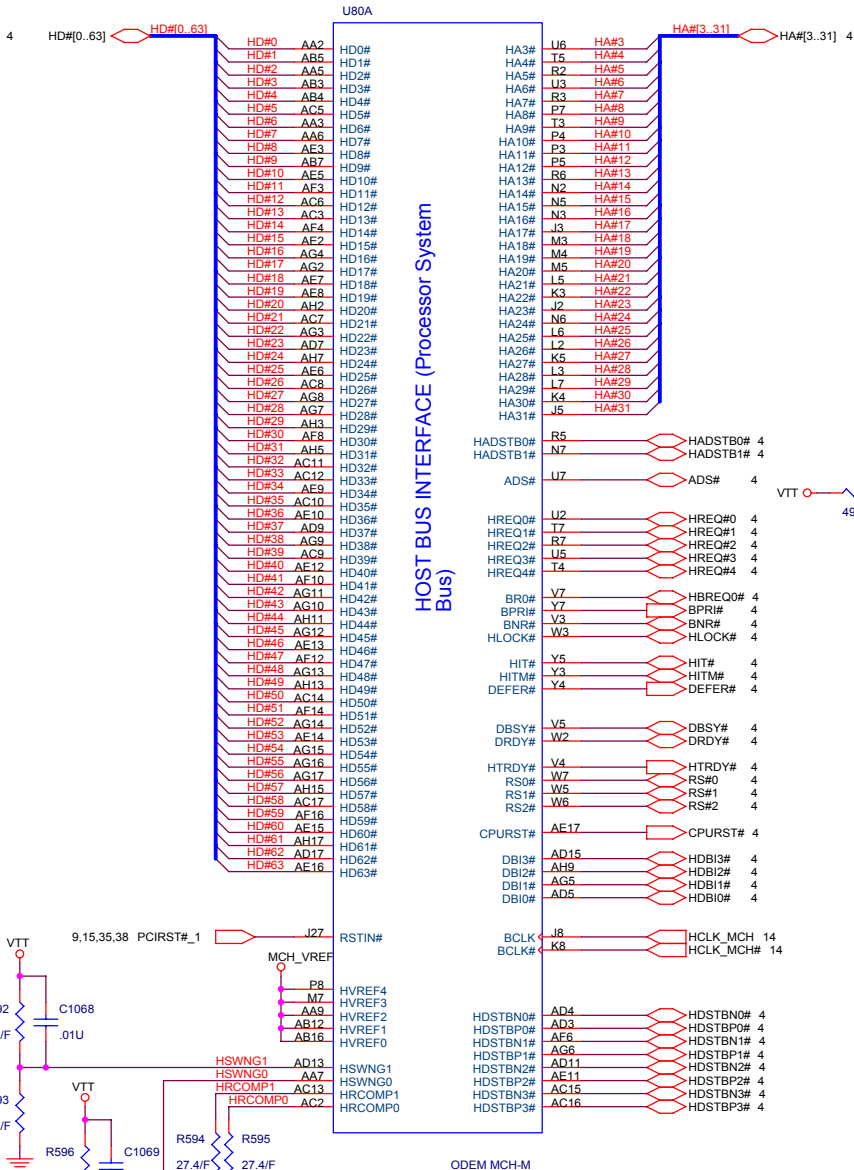 U80A
4 HD#[0..63] HD#[0..63] HA#[3..31] HA#[3..31] 4
HD#0 AA2 HD0# HA3# U6 HA#3
HD#1 AB5 HD1# HA4# T5 HA#4
HD#2 AA5 HD2# HA5# R2 HA#5
HD#3 AB3 HD3# HA6# U3 HA#6
HD#4 AB4 HD4# HA7# R3 HA#7
HD#5 AC5 HD5# HA8# P7 HA#8
HD#6 AA3 HD6# HA9# T3 HA#9
HD#7 AA6 HD7# HA10# P4 HA#10
HD#8 AE3 HD8# HA11# P3 HA#11
HD#9 AB7 HD9# HA12# P5 HA#12
HD#10 AE5 HD10# HA13# R6 HA#13
HD#11 AF3 HD11# HA14# N2 HA#14
HD#12 AC6 HD12# HA15# N5 HA#15
HD#13 AC3 HD13# HA16# N3 HA#16
HD#14 AF4 HD14# HA17# J3 HA#17
HD#15 AE2 HD15# HA18# M3 HA#18
HD#16 AG4 HD16# HA19# M4 HA#19
HD#17 AG2 HD17# HA20# M5 HA#20
HD#18 AE7 HD18# HA21# L5 HA#21
HD#19 AE8 HD19# HA22# K3 HA#22
HD#20 AH2 HD20# HA23# J2 HA#23
HD#21 AC7 HD21# HA24# N6 HA#24
HD#22 AG3 HD22# HA25# L6 HA#25
HD#23 AD7 HD23# HA26# L2 HA#26
HD#24 AH7 HD24# HA27# K5 HA#27
HD#25 AE6 HD25# HA28# L3 HA#28
HD#26 AC8 HD26# HA29# L7 HA#29
HD#27 AG8 HD27# HA30# K4 HA#30
HD#28 AG7 HD28# HA31# J5 HA#31
HD#29 AH3 HD29#
HD#30 AF8 HD30# HADSTB0# R5 HADSTB0# 4
HD#31 AH5 HD31# HADSTB1# N7 HADSTB1# 4
HD#32 AC11 HD32#
HD#33 AC12 HD33# ADS# U7 ADS# 4
HD#34 AE9 HD34# VTT
HD#35 AC10 HD35# 49
HD#36 AE10 HD36# HREQ0# U2 HREQ#0 4
HD#37 AD9 HD37# HREQ1# T7 HREQ#1 4
HD#38 AG9 HD38# HREQ2# R7 HREQ#2 4
HD#39 AC9 HD39# HREQ3# U5 HREQ#3 4
HD#40 AE12 HD40# HREQ4# T4 HREQ#4 4
HD#41 AF10 HD41#
HD#42 AG11 HD42# BR0# V7 HBREQ0# 4
HD#43 AG10 HD43# BPRI# Y7 BPRI# 4
HD#44 AH11 HD44# BNR# V3 BNR# 4
HD#45 AG12 HD45# HLOCK# W3 HLOCK# 4
HD#46 AE13 HD46#
HD#47 AF12 HD47# HIT# Y5 HIT# 4
HD#48 AG13 HD48# HITM# Y3 HITM# 4
HD#49 AH13 HD49# DEFER# Y4 DEFER# 4
HD#50 AC14 HD50#
HD#51 AF14 HD51#
HD#52 AG14 HD52# DBSY# V5 DBSY# 4
HD#53 AE14 HD53# DRDY# W2 DRDY# 4
HD#54 AG15 HD54#
HD#55 AG16 HD55# HTRDY# V4 HTRDY# 4
HD#56 AG17 HD56# RS0# W7 RS#0 4
HD#57 AH15 HD57# RS1# W5 RS#1 4
HD#58 AC17 HD58# RS2# W6 RS#2 4
HD#59 AF16 HD59#
HD#60 AE15 HD60# CPURST# AE17 CPURST# 4
HD#61 AH17 HD61#
HD#62 AD17 HD62# DBI3# AD15 HDBI3# 4
HD#63 AE16 HD63# DBI2# AH9 HDBI2# 4
DBI1# AG5 HDBI1# 4
DBI0# AD5 HDBI0# 4
HOST BUS INTERFACE (Processor System
Bus)
9,15,35,38 PCIRST#_1 J27 RSTIN# BCLK J8 HCLK_MCH 14
BCLK# K8 HCLK_MCH# 14
VTT
MCH_VREF
P8 HVREF4
M7 HVREF3
AA9 HVREF2 HDSTBN0# AD4 HDSTBN0# 4
AB12 HVREF1 HDSTBP0# AD3 HDSTBP0# 4
AB16 HVREF0 HDSTBN1# AF6 HDSTBN1# 4
HDSTBP1# AG6 HDSTBP1# 4
HSWNG1 AD13 HSWNG1 HDSTBN2# AD11 HDSTBN2# 4
HSWNG0 AA7 HSWNG0 HDSTBP2# AE11 HDSTBP2# 4
HRCOMP1 AC13 HRCOMP1 HDSTBN3# AC15 HDSTBN3# 4
HRCOMP0 AC2 HRCOMP0 HDSTBP3# AC16 HDSTBP3# 4
92 C1068
/F .01U
VTT
93
/F
R596 C1069
R594 R595
27.4/F 27.4/F
ODEM MCH-M